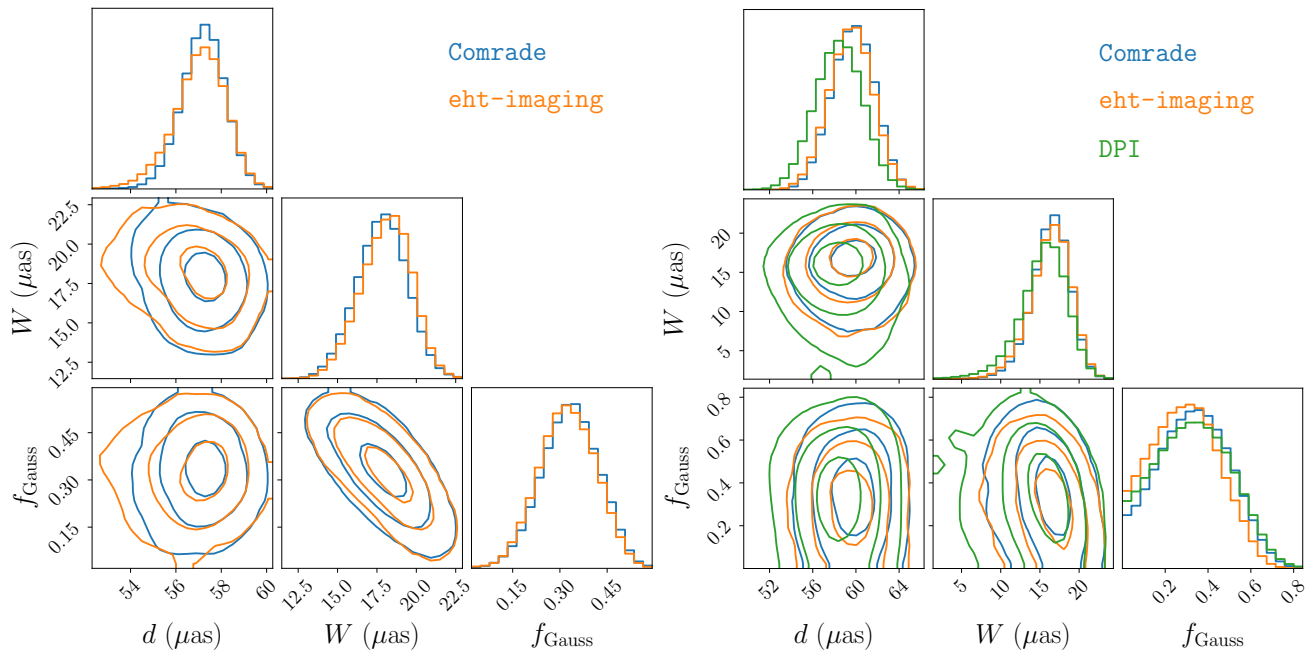 Comrade
eht-imaging
W (μas)
22.5
20.0
17.5
15.0
12.5
f_Gauss
0.45
0.30
0.15
54
56
58
60
d (μas)
12.5
15.0
17.5
20.0
22.5
W (μas)
0.15
0.30
0.45
f_Gauss
Comrade
eht-imaging
DPI
W (μas)
20
15
10
5
f_Gauss
0.8
0.6
0.4
0.2
52
56
60
64
d (μas)
5
10
15
20
W (μas)
0.2
0.4
0.6
0.8
f_Gauss